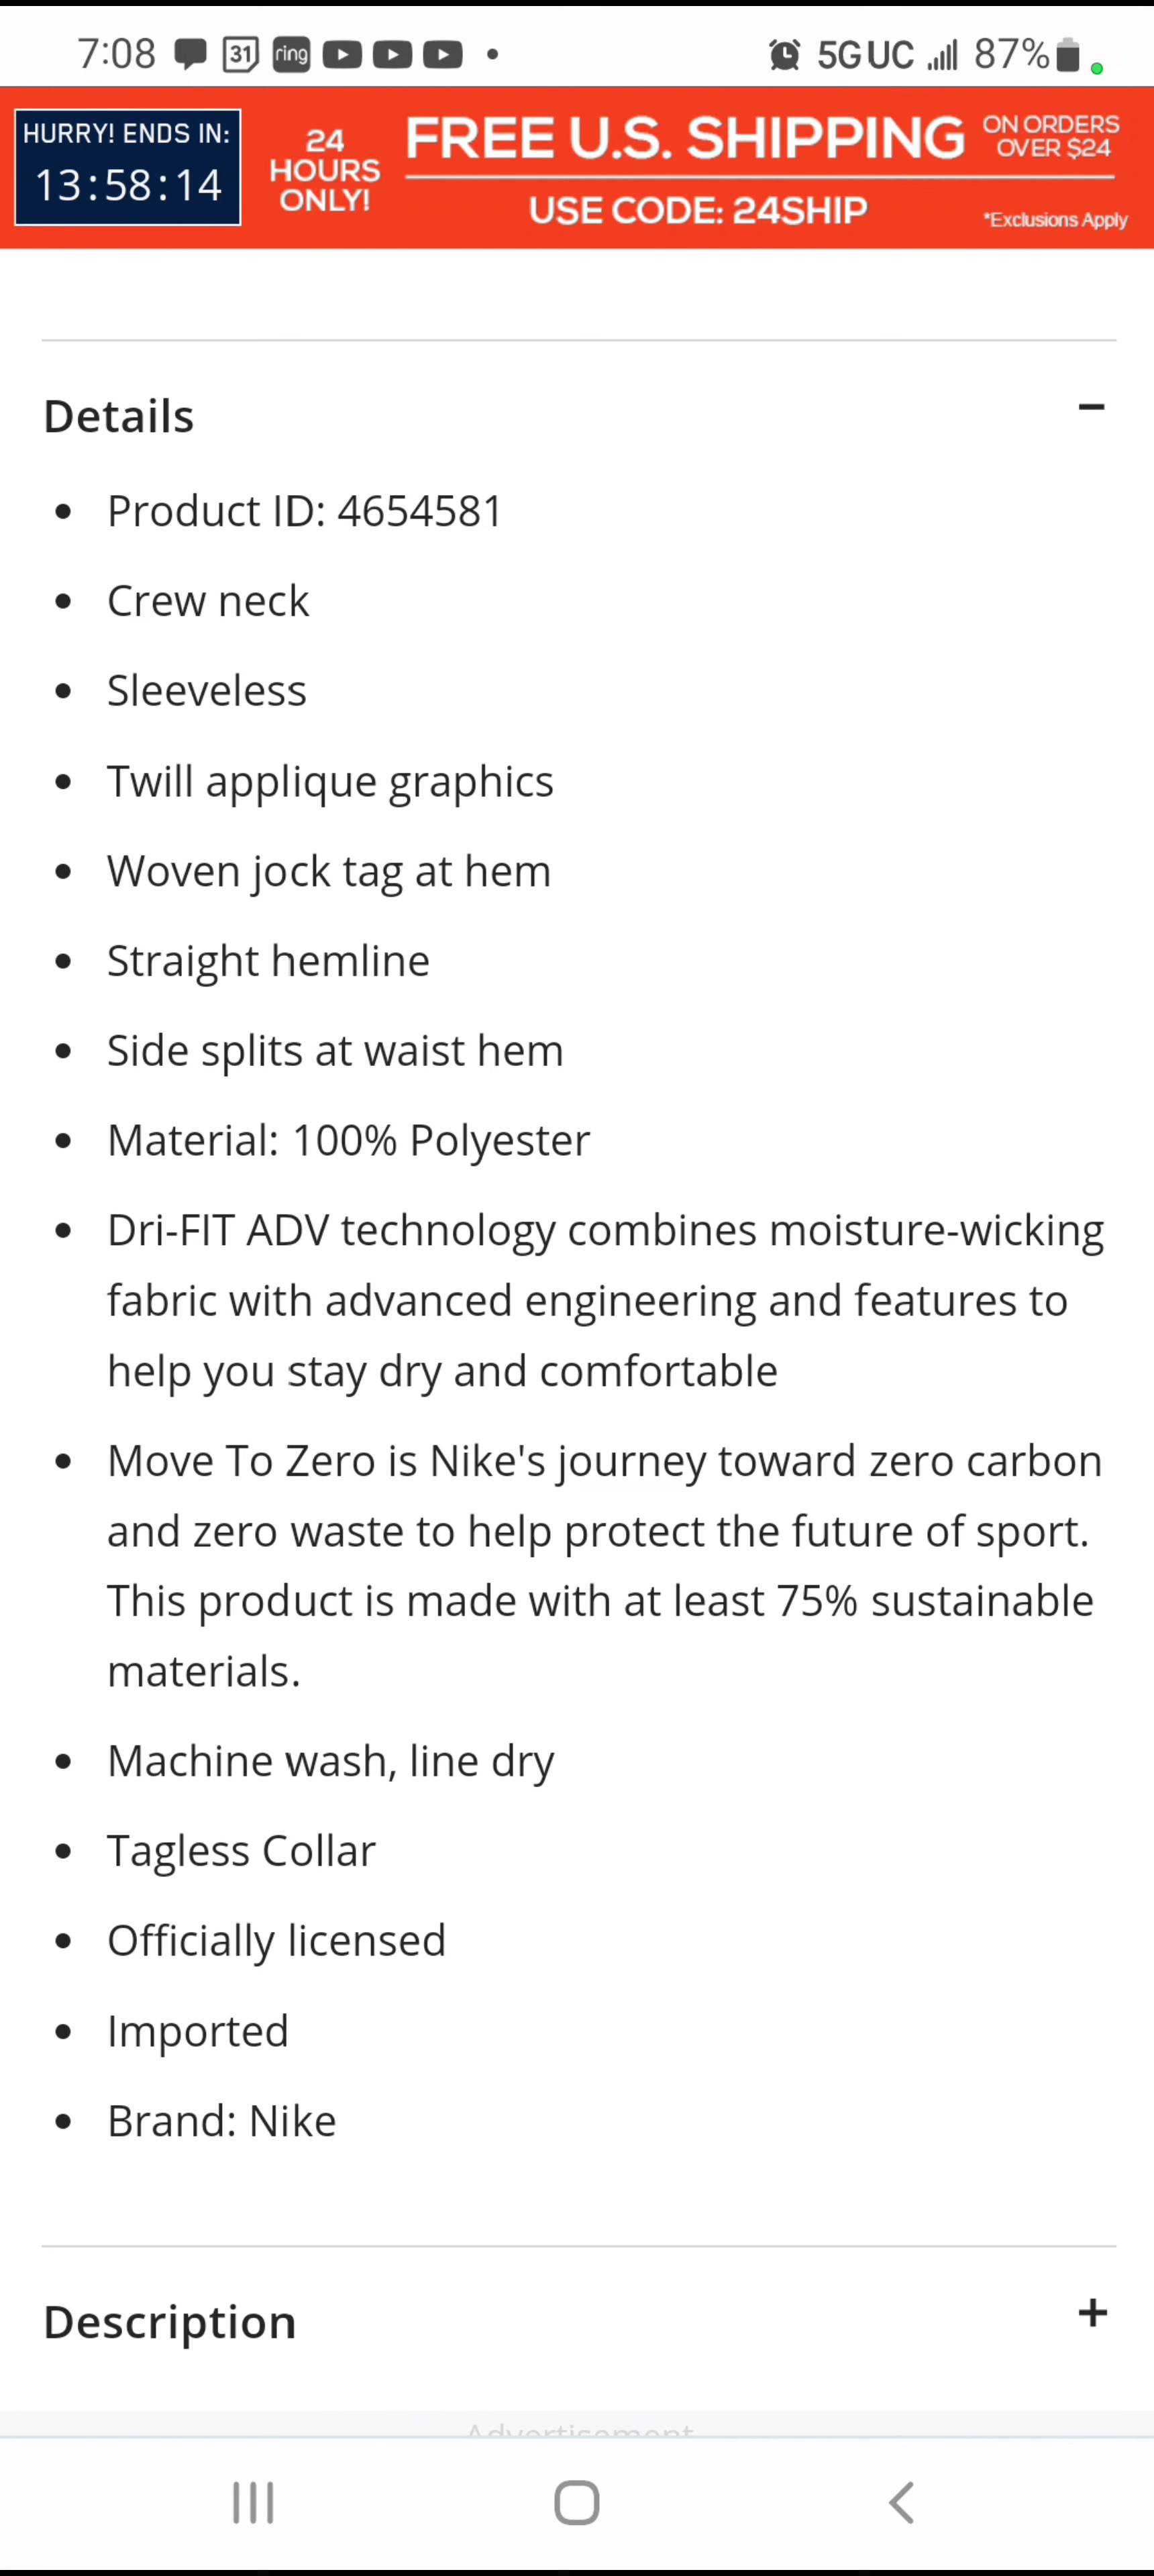 7:08 31 ring 5G UC 87%
HURRY! ENDS IN:
13:58:14
24
HOURS
ONLY!
FREE U.S. SHIPPING
ON ORDERS
OVER $24
USE CODE: 24SHIP
*Exclusions Apply
Details
• Product ID: 4654581
• Crew neck
• Sleeveless
• Twill applique graphics
• Woven jock tag at hem
• Straight hemline
• Side splits at waist hem
• Material: 100% Polyester
• Dri-FIT ADV technology combines moisture-wicking
fabric with advanced engineering and features to
help you stay dry and comfortable
• Move To Zero is Nike's journey toward zero carbon
and zero waste to help protect the future of sport.
This product is made with at least 75% sustainable
materials.
• Machine wash, line dry
• Tagless Collar
• Officially licensed
• Imported
• Brand: Nike
Description
Advertisement